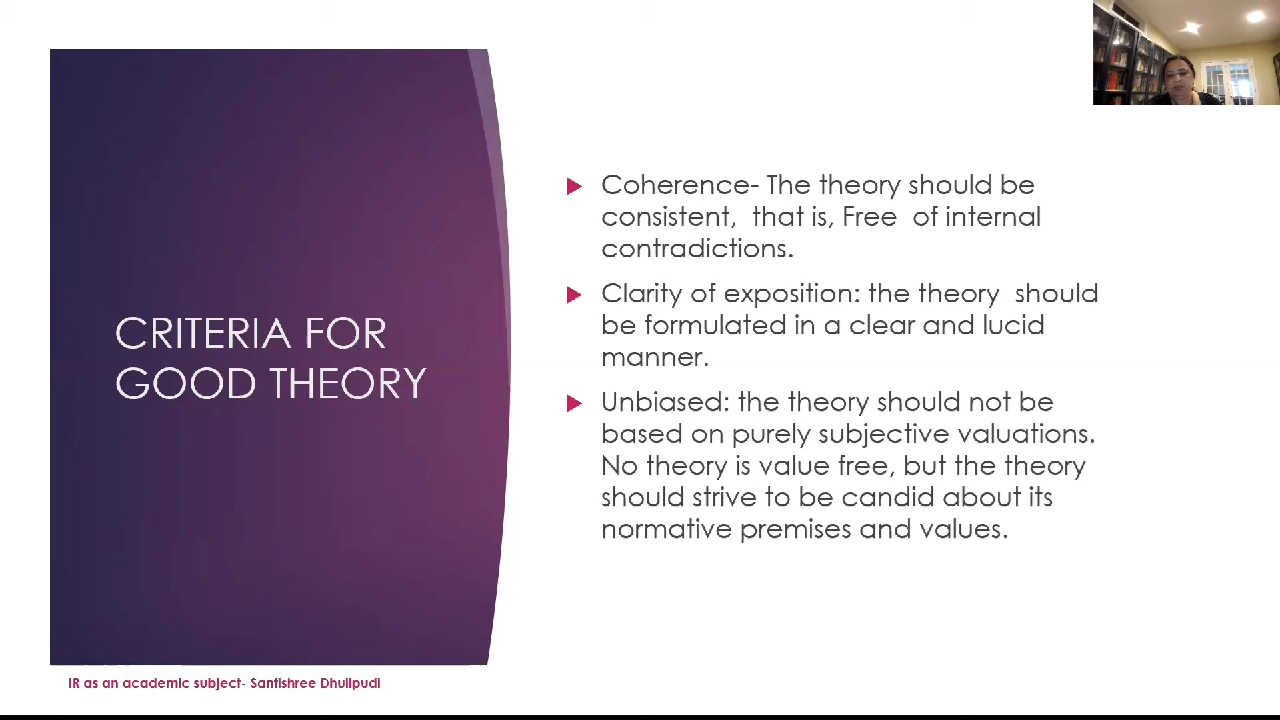 CRITERIA FOR
GOOD THEORY
Coherence- The theory should be
consistent, that is, Free of internal
contradictions.
Clarity of exposition: the theory should
be formulated in a clear and lucid
manner.
Unbiased: the theory should not be
based on purely subjective valuations.
No theory is value free, but the theory
should strive to be candid about its
normative premises and values.
IR as an academic subject- Santishree Dhulipudi